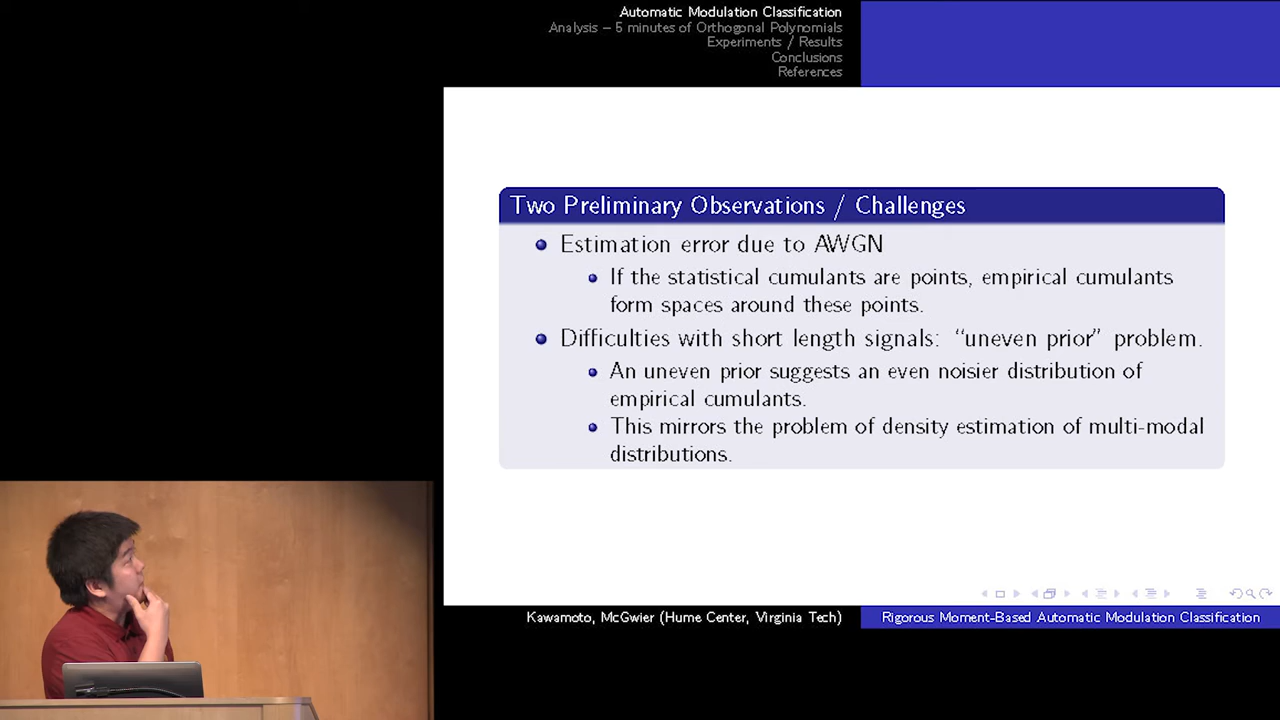 Automatic Modulation Classification
Analysis – 5 minutes of Orthogonal Polynomials
Experiments / Results
Conclusions
References
Two Preliminary Observations / Challenges
Estimation error due to AWGN
If the statistical cumulants are points, empirical cumulants
form spaces around these points.
Difficulties with short length signals: “uneven prior” problem.
An uneven prior suggests an even noisier distribution of
empirical cumulants.
This mirrors the problem of density estimation of multi-modal
distributions.
Kawamoto, McGwier (Hume Center, Virginia Tech)
Rigorous Moment-Based Automatic Modulation Classification